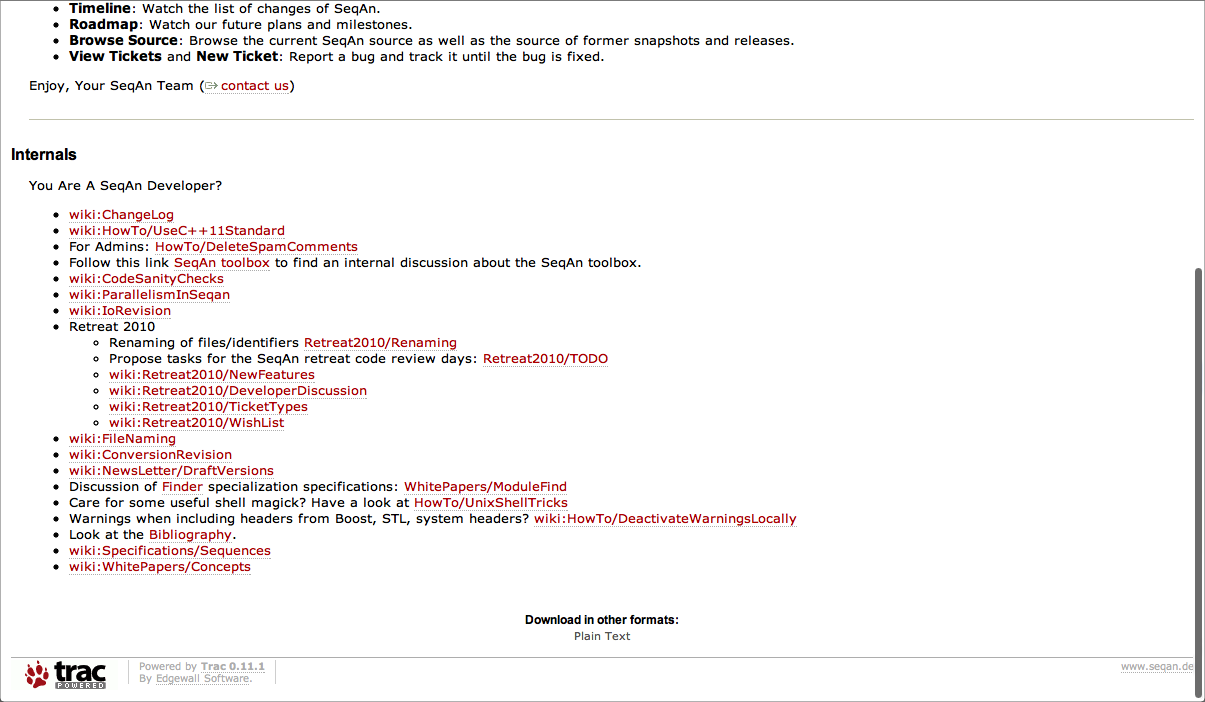 Timeline: Watch the list of changes of SeqAn.
Roadmap: Watch our future plans and milestones.
Browse Source: Browse the current SeqAn source as well as the source of former snapshots and releases.
View Tickets and New Ticket: Report a bug and track it until the bug is fixed.
Enjoy, Your SeqAn Team (contact us)
Internals
You Are A SeqAn Developer?
wiki:ChangeLog
wiki:HowTo/UseC++11Standard
For Admins: HowTo/DeleteSpamComments
Follow this link SeqAn toolbox to find an internal discussion about the SeqAn toolbox.
wiki:CodeSanityChecks
wiki:ParallelismInSeqan
wiki:IoRevision
Retreat 2010
Renaming of files/identifiers Retreat2010/Renaming
Propose tasks for the SeqAn retreat code review days: Retreat2010/TODO
wiki:Retreat2010/NewFeatures
wiki:Retreat2010/DeveloperDiscussion
wiki:Retreat2010/TicketTypes
wiki:Retreat2010/WishList
wiki:FileNaming
wiki:ConversionRevision
wiki:NewsLetter/DraftVersions
Discussion of Finder specialization specifications: WhitePapers/ModuleFind
Care for some useful shell magick? Have a look at HowTo/UnixShellTricks
Warnings when including headers from Boost, STL, system headers? wiki:HowTo/DeactivateWarningsLocally
Look at the Bibliography.
wiki:Specifications/Sequences
wiki:WhitePapers/Concepts
Download in other formats:
Plain Text
trac
POWERED
Powered by Trac 0.11.1
By Edgewall Software.
www.seqan.de